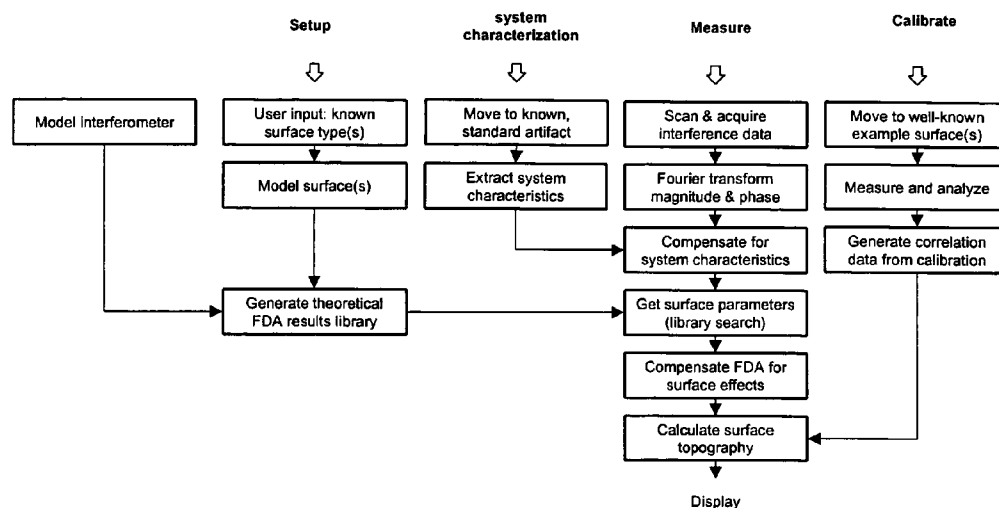 Setup
system
characterization
Measure
Calibrate
Model interferometer
User input: known
surface type(s)
Move to known,
standard artifact
Scan & acquire
interference data
Move to well-known
example surface(s)
Model surface(s)
Extract system
characteristics
Fourier transform
magnitude & phase
Measure and analyze
Compensate for
system characteristics
Generate correlation
data from calibration
Generate theoretical
FDA results library
Get surface parameters
(library search)
Compensate FDA for
surface effects
Calculate surface
topography
Display